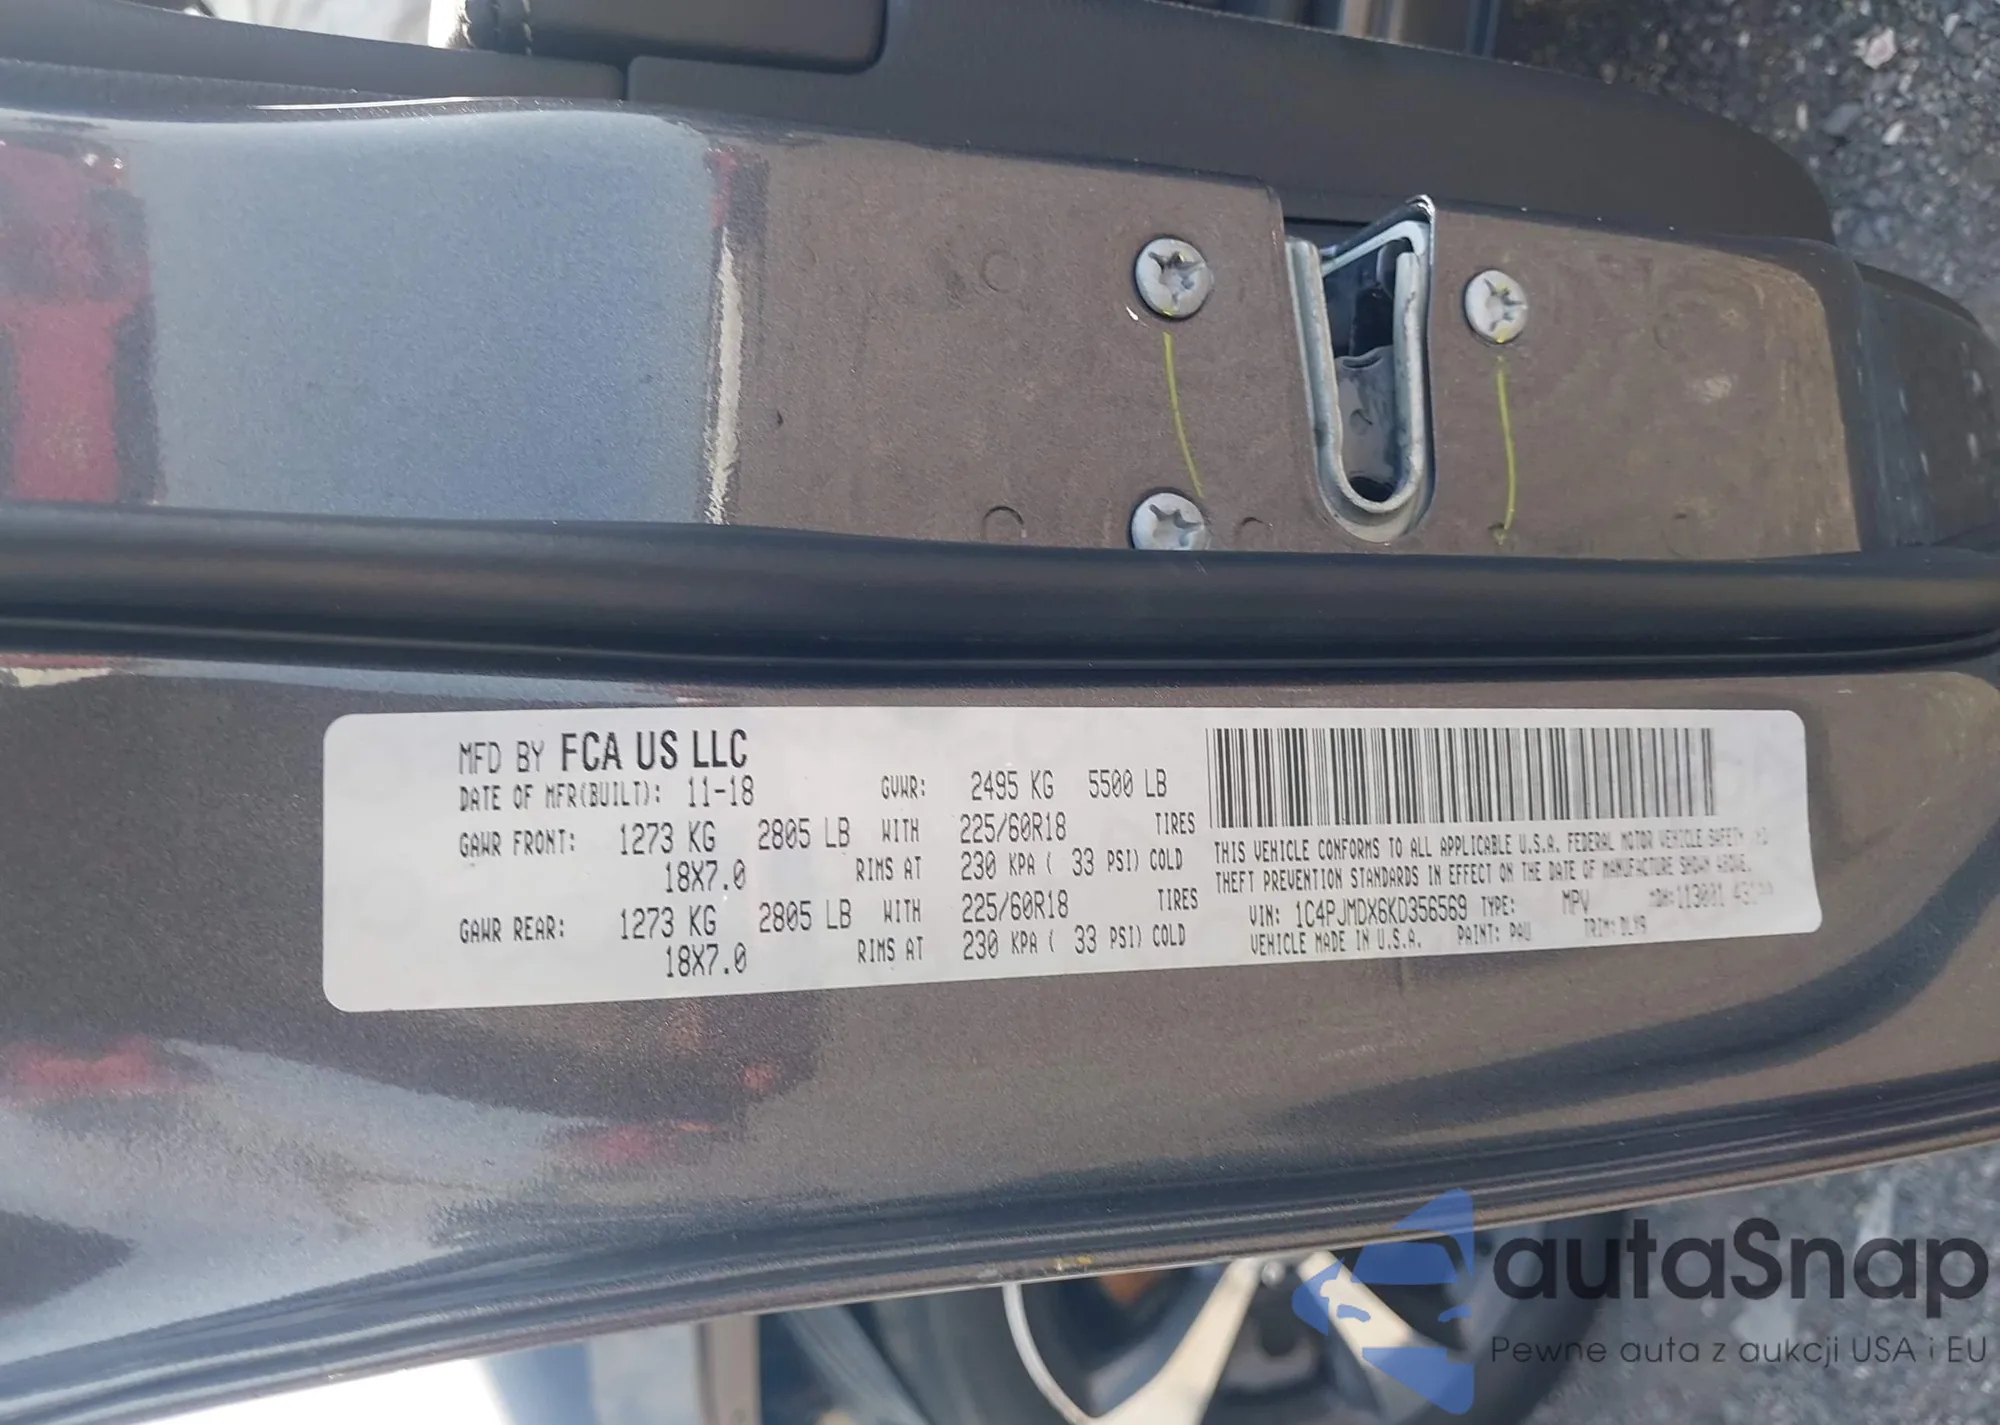 MFD BY FCA US LLC
DATE OF MFR(BUILT): 11-18 GVWR: 2495 KG 5500 LB
GAWR FRONT: 1273 KG 2805 LB WITH 225/60R18 TIRES
18X7.0 RIMS AT 230 KPA ( 33 PSI) COLD
GAWR REAR: 1273 KG 2805 LB WITH 225/60R18 TIRES
18X7.0 RIMS AT 230 KPA ( 33 PSI) COLD
THIS VEHICLE CONFORMS TO ALL APPLICABLE U.S.A. FEDERAL MOTOR VEHICLE SAFETY
THEFT PREVENTION STANDARDS IN EFFECT ON THE DATE OF MANUFACTURE SHOWN ABOVE.
VIN: 1C4PJMDX6KD356569 TYPE: MPV
VEHICLE MADE IN U.S.A. PAINT: PAU TRIM: DLY9
autaSnap
Pewne auta z aukcji USA i EU